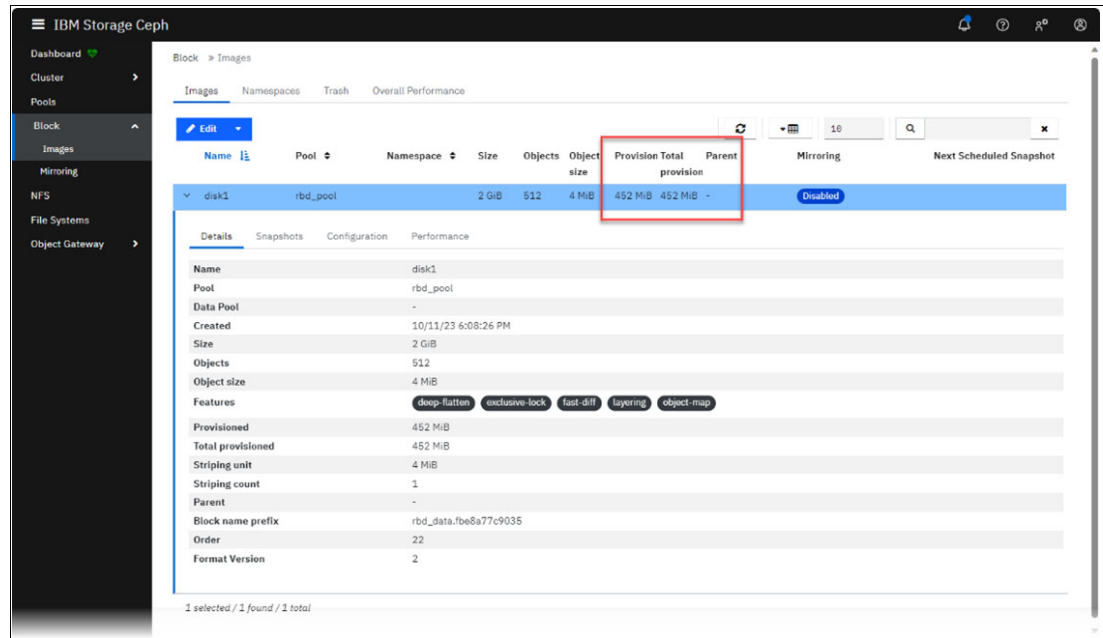 IBM Storage Ceph
Dashboard
Cluster
Pools
Block
Images
Mirroring
NFS
File Systems
Object Gateway
Block » Images
Images Namespaces Trash Overall Performance
Edit 10
Name Pool Namespace Size Objects Object size Provision Total provision Parent Mirroring Next Scheduled Snapshot
disk1 rbd_pool 2 GiB 512 4 MiB 452 MiB 452 MiB - Disabled
Details Snapshots Configuration Performance
Name disk1
Pool rbd_pool
Data Pool -
Created 10/11/23 6:08:26 PM
Size 2 GiB
Objects 512
Object size 4 MiB
Features deep-flatten exclusive-lock fast-diff layering object-map
Provisioned 452 MiB
Total provisioned 452 MiB
Striping unit 4 MiB
Striping count 1
Parent -
Block name prefix rbd_data.fbe8a77c9035
Order 22
Format Version 2
1 selected / 1 found / 1 total